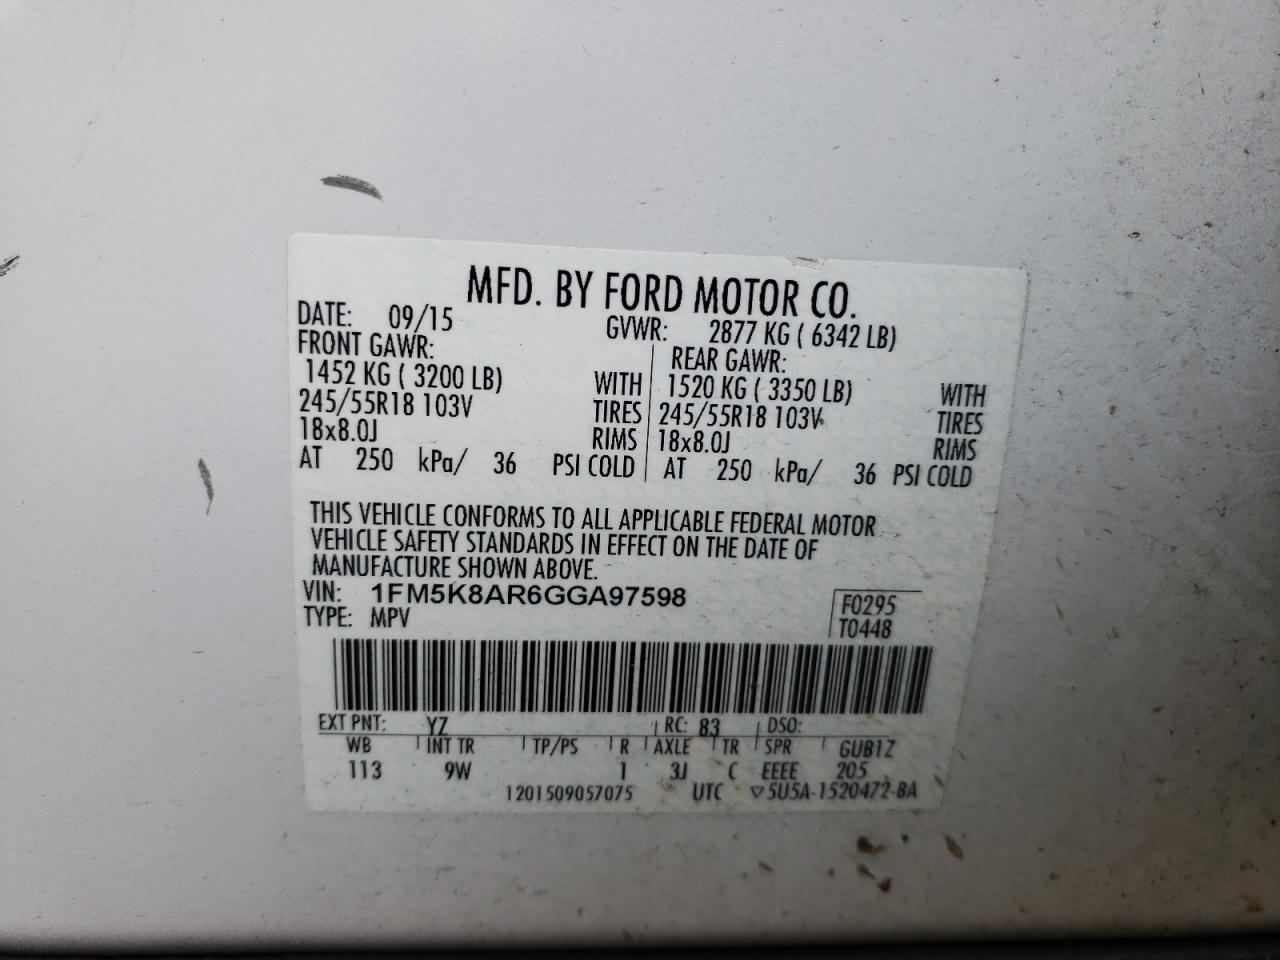 MFD. BY FORD MOTOR CO.
DATE: 09/15 GVWR: 2877 KG ( 6342 LB)
FRONT GAWR: REAR GAWR:
1452 KG ( 3200 LB) WITH 1520 KG ( 3350 LB) WITH
245/55R18 103V TIRES 245/55R18 103V TIRES
18x8.0J RIMS 18x8.0J RIMS
AT 250 kPa/ 36 PSI COLD AT 250 kPa/ 36 PSI COLD
THIS VEHICLE CONFORMS TO ALL APPLICABLE FEDERAL MOTOR
VEHICLE SAFETY STANDARDS IN EFFECT ON THE DATE OF
MANUFACTURE SHOWN ABOVE.
VIN: 1FM5K8AR6GGA97598 F0295
TYPE: MPV T0448
EXT PNT: YZ RC: 83 DSO:
WB INT TR TP/PS R AXLE TR SPR GUB1Z
113 9W 1 3J C EEEE 205
1201509057075 UTC ▽5U5A-1520472-BA